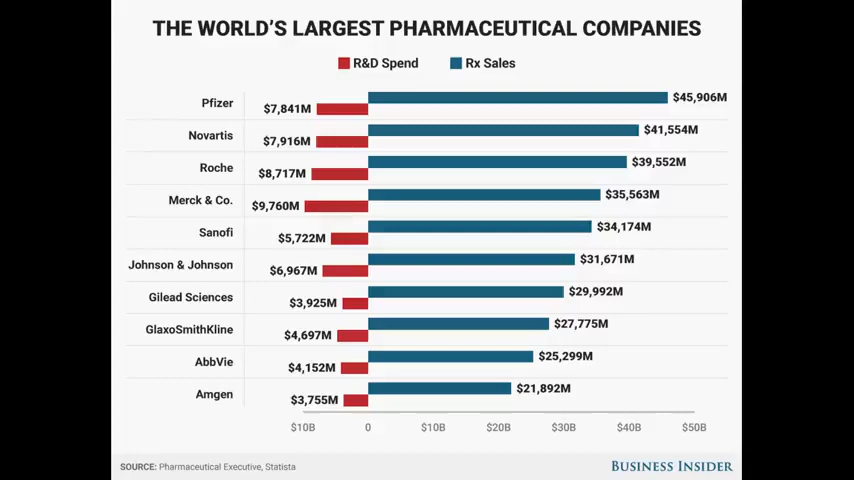 THE WORLD'S LARGEST PHARMACEUTICAL COMPANIES
R&D Spend Rx Sales
Pfizer $7,841M $45,906M
Novartis $7,916M $41,554M
Roche $8,717M $39,552M
Merck & Co. $9,760M $35,563M
Sanofi $5,722M $34,174M
Johnson & Johnson $6,967M $31,671M
Gilead Sciences $3,925M $29,992M
GlaxoSmithKline $4,697M $27,775M
AbbVie $4,152M $25,299M
Amgen $3,755M $21,892M
$10B 0 $10B $20B $30B $40B $50B
SOURCE: Pharmaceutical Executive, Statista BUSINESS INSIDER